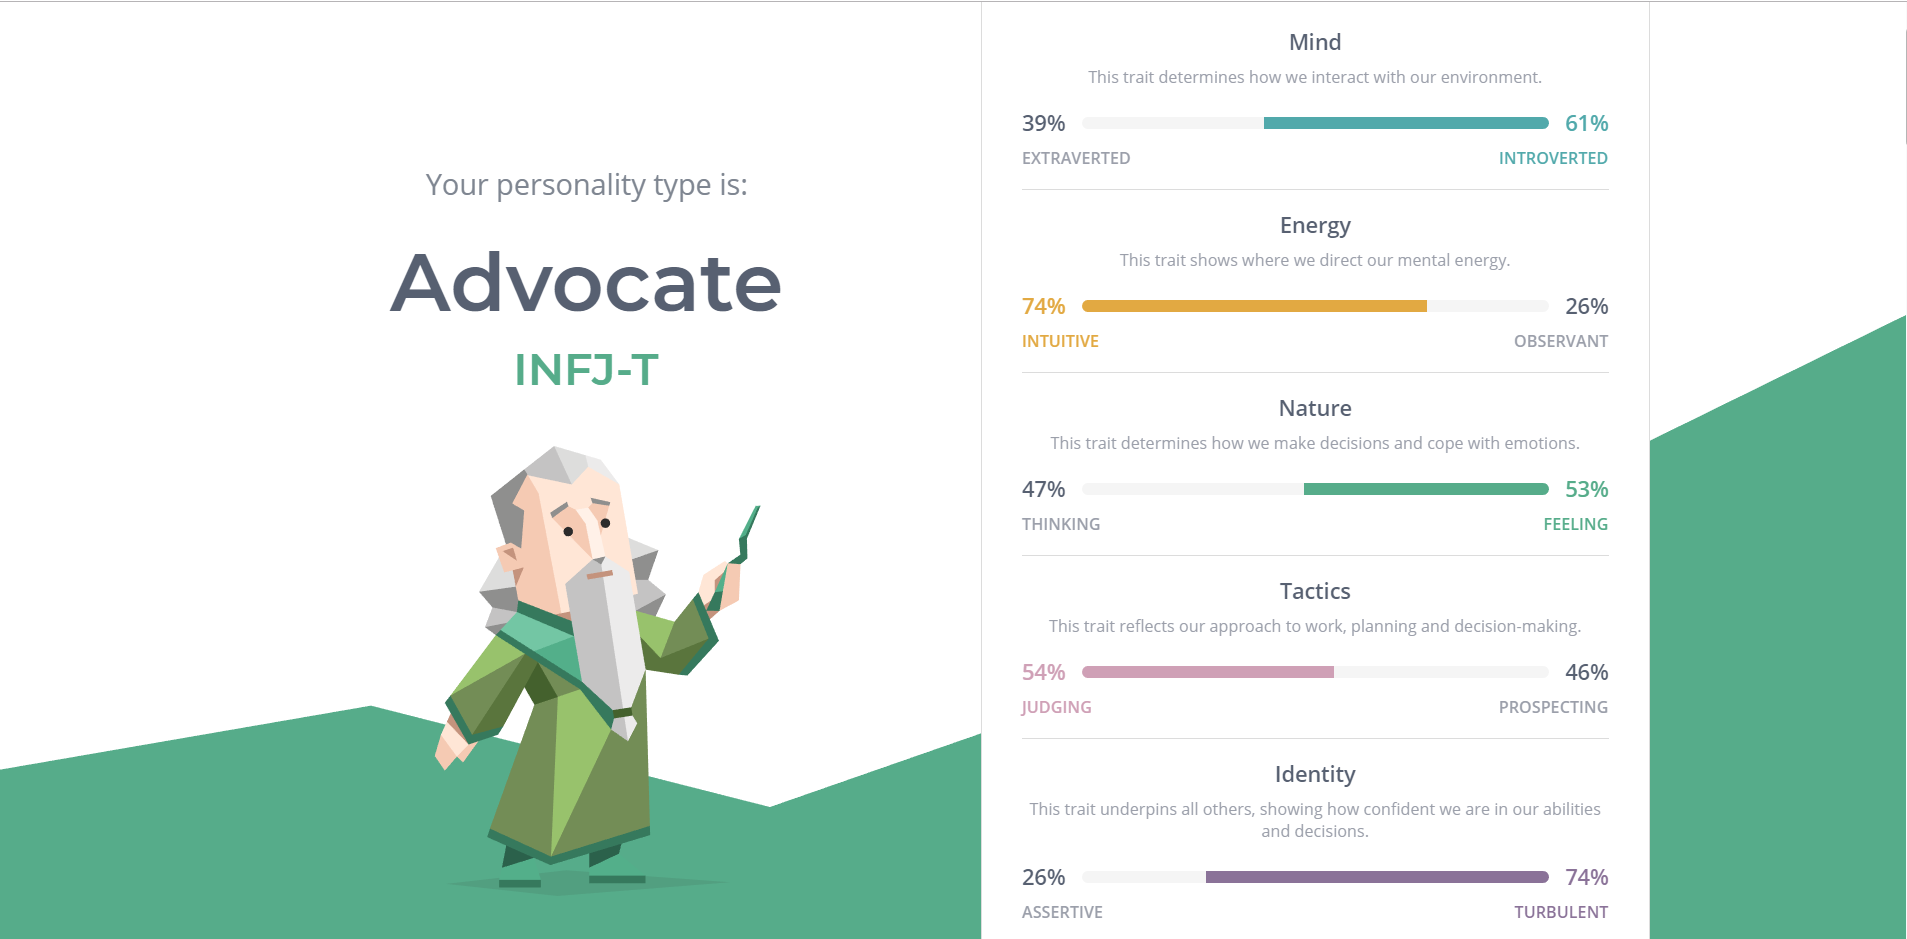 Your personality type is:
Advocate
INFJ-T
Mind
This trait determines how we interact with our environment.
39% 61%
EXTRAVERTED INTROVERTED
Energy
This trait shows where we direct our mental energy.
74% 26%
INTUITIVE OBSERVANT
Nature
This trait determines how we make decisions and cope with emotions.
47% 53%
THINKING FEELING
Tactics
This trait reflects our approach to work, planning and decision-making.
54% 46%
JUDGING PROSPECTING
Identity
This trait underpins all others, showing how confident we are in our abilities
and decisions.
26% 74%
ASSERTIVE TURBULENT